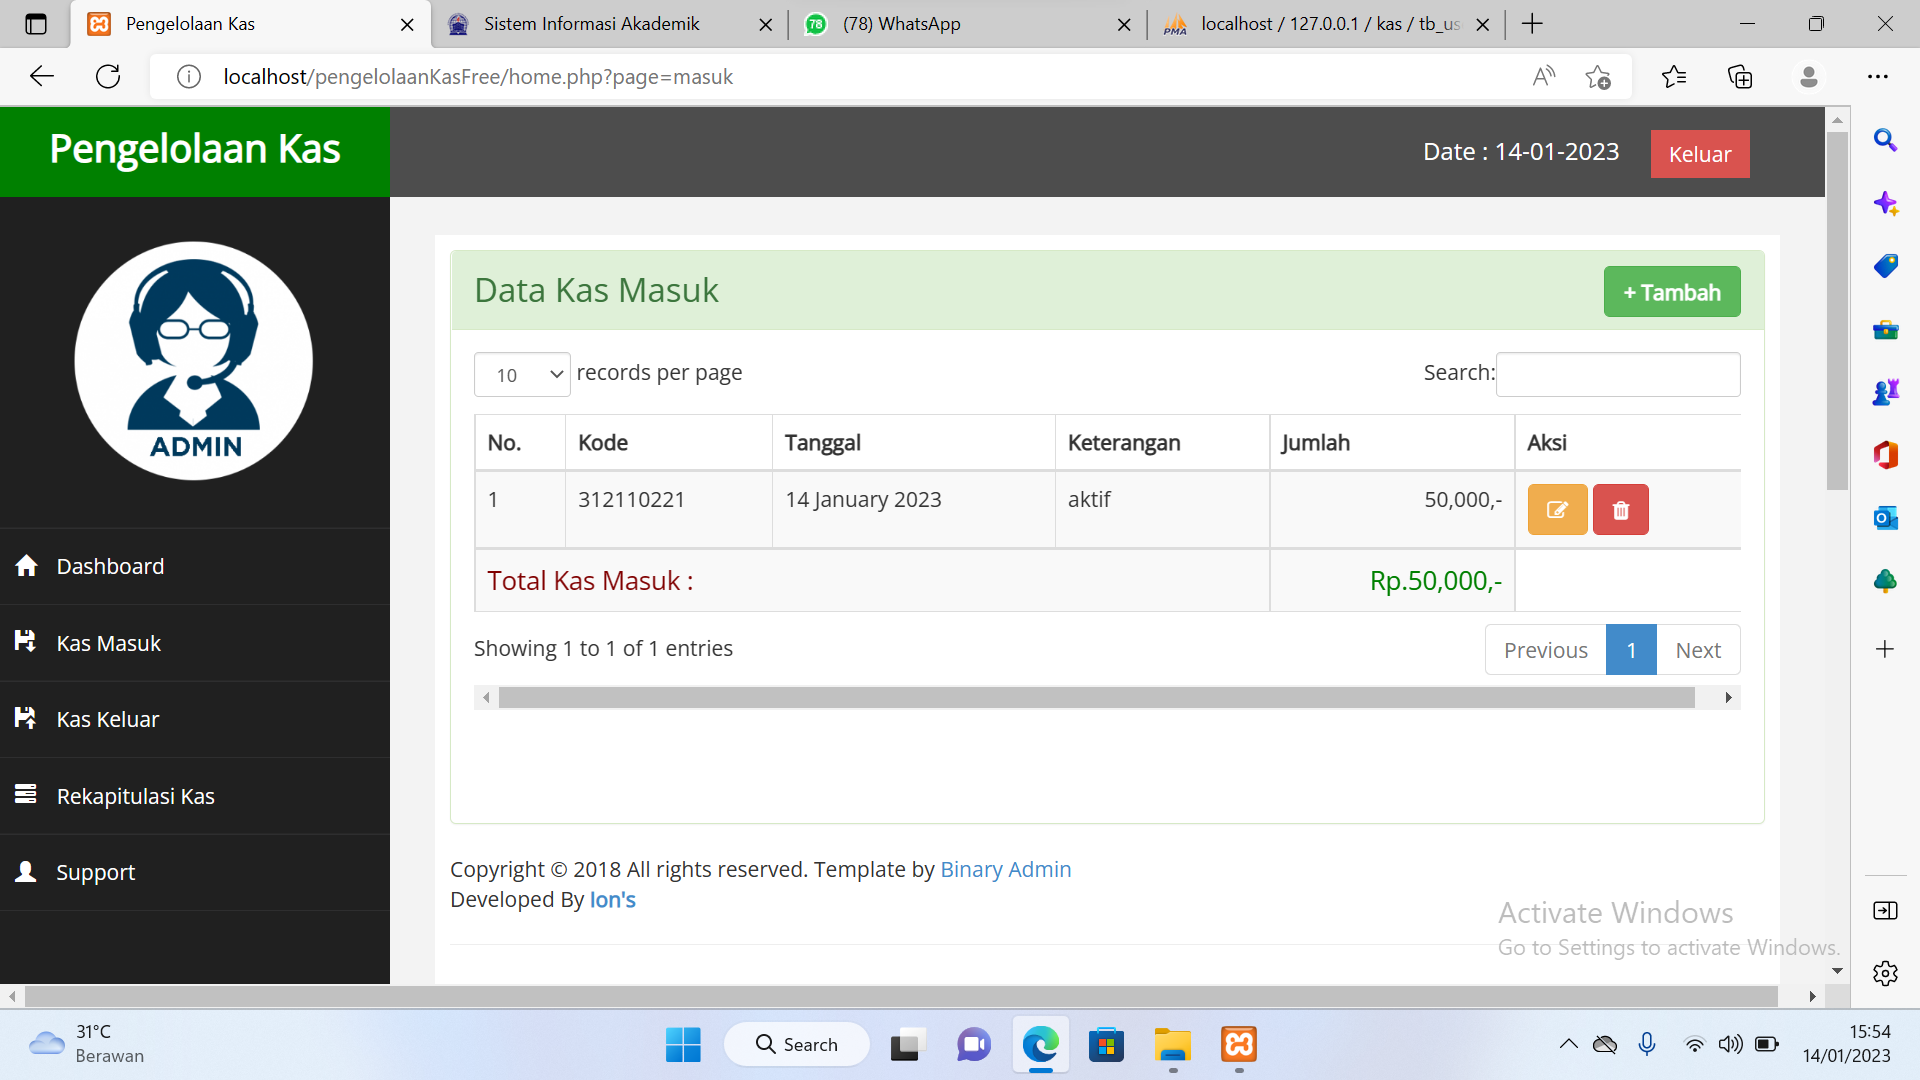 Pengelolaan Kas
Sistem Informasi Akademik
78
(78) WhatsApp
PMA
localhost / 127.0.0.1 / kas / tb_us
localhost/pengelolaanKasFree/home.php?page=masuk
Pengelolaan Kas
Date : 14-01-2023
Keluar
ADMIN
Dashboard
Kas Masuk
Kas Keluar
Rekapitulasi Kas
Support
Data Kas Masuk
+ Tambah
10 records per page
Search:
No. Kode Tanggal Keterangan Jumlah Aksi
1 312110221 14 January 2023 aktif 50,000,-
Total Kas Masuk : Rp.50,000,-
Showing 1 to 1 of 1 entries
Previous 1 Next
Copyright © 2018 All rights reserved. Template by Binary Admin
Developed By Ion's
Activate Windows
Go to Settings to activate Windows.
31°C
Berawan
Search
15:54
14/01/2023